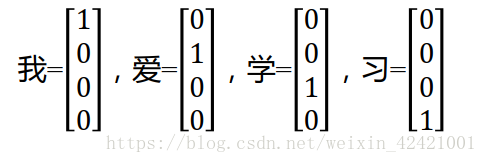 我=[1 0 0 0], 爱=[0 1 0 0], 学=[0 0 1 0], 习=[0 0 0 1]
https://blog.csdn.net/weixin_42421001